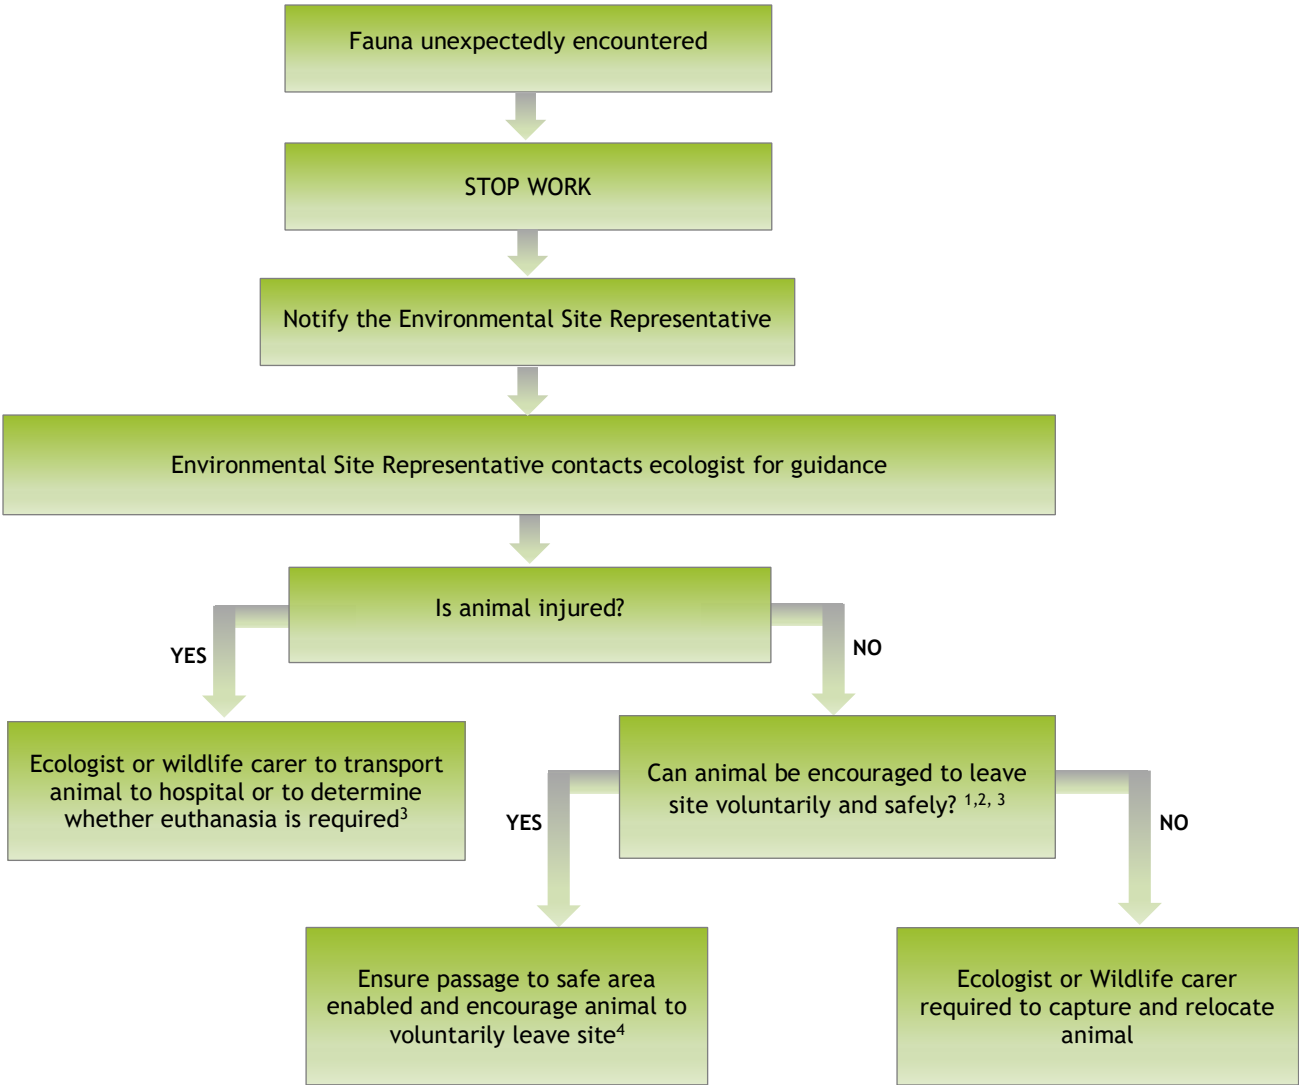 Fauna unexpectedly encountered
STOP WORK
Notify the Environmental Site Representative
Environmental Site Representative contacts ecologist for guidance
Is animal injured?
YES
NO
Ecologist or wildlife carer to transport
animal to hospital or to determine
whether euthanasia is required³
Can animal be encouraged to leave
site voluntarily and safely? ¹,², ³
YES
NO
Ensure passage to safe area
enabled and encourage animal to
voluntarily leave site⁴
Ecologist or Wildlife carer
required to capture and relocate
animal